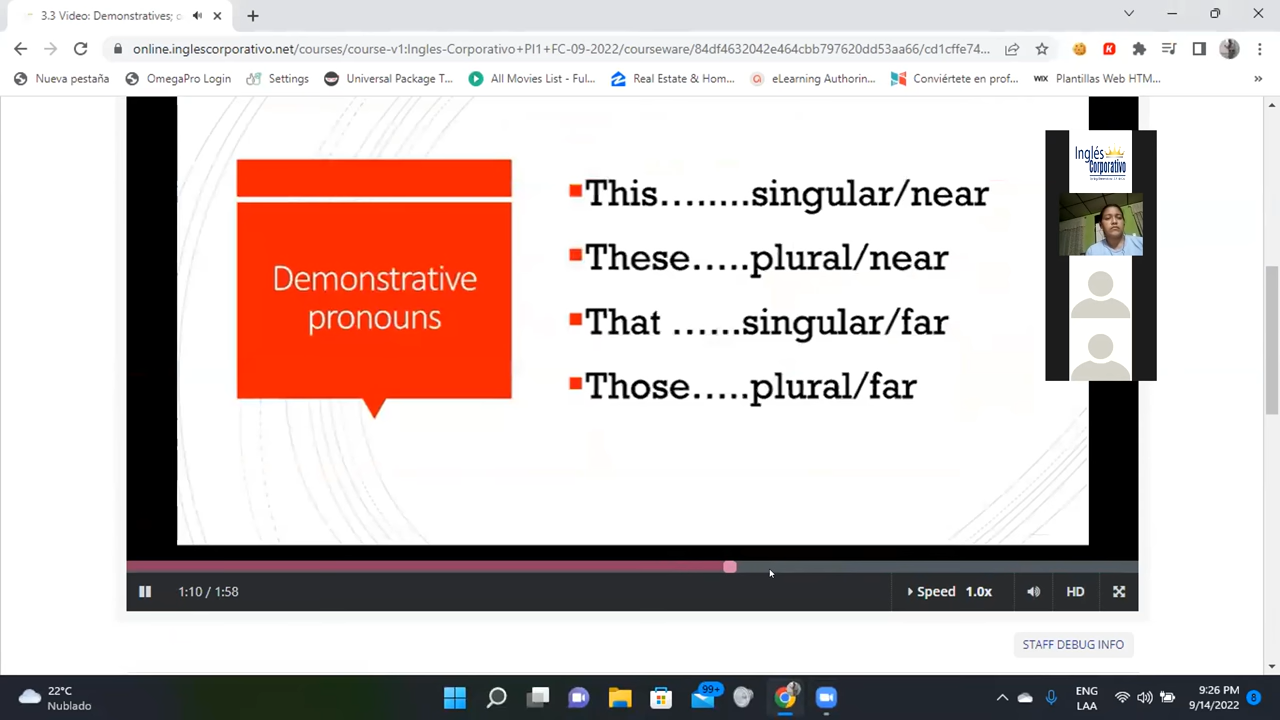 3.3 Video: Demonstratives; c
online.inglescorporativo.net/courses/course-v1:Ingles-Corporativo+PI1+FC-09-2022/courseware/84df4632042e464cbb797620dd53aa66/cd1cffe74...
Nueva pestaña OmegaPro Login Settings Universal Package T... All Movies List - Ful... Real Estate & Hom... eLearning Authorin... Conviértete en prof... WIX Plantillas Web HTM... »
Demonstrative
pronouns
This........singular/near
These.....plural/near
That ......singular/far
Those.....plural/far
Inglés
Corporativo
1:10 / 1:58 Speed 1.0x HD
STAFF DEBUG INFO
22°C
Nublado
99+
ENG
LAA
9:26 PM
9/14/2022
8